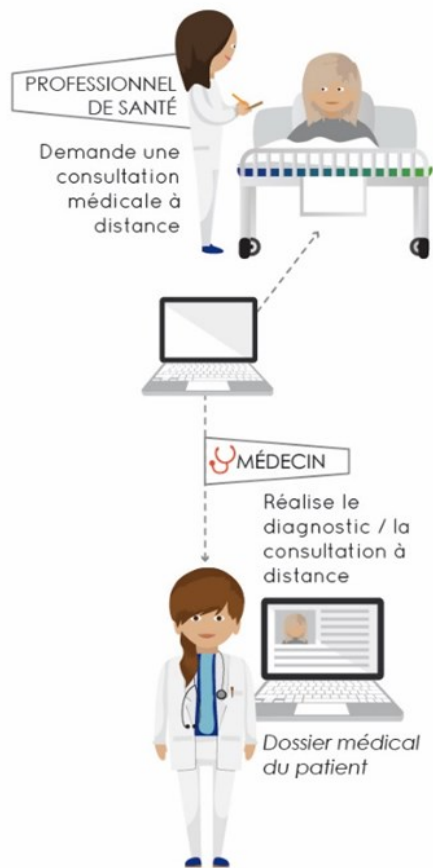 PROFESSIONNEL
DE SANTÉ
Demande une
consultation
médicale à
distance
MÉDECIN
Réalise le
diagnostic / la
consultation à
distance
Dossier médical
du patient